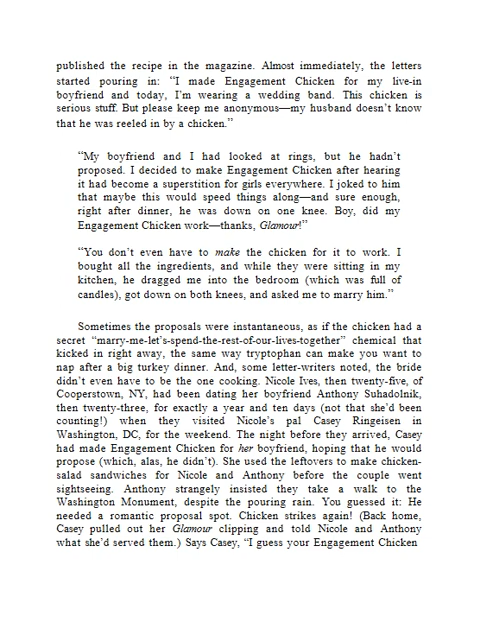 published the recipe in the magazine. Almost immediately, the letters
started pouring in: “I made Engagement Chicken for my live-in
boyfriend and today, I’m wearing a wedding band. This chicken is
serious stuff. But please keep me anonymous—my husband doesn’t know
that he was reeled in by a chicken.”
“My boyfriend and I had looked at rings, but he hadn’t
proposed. I decided to make Engagement Chicken after hearing
it had become a superstition for girls everywhere. I joked to him
that maybe this would speed things along—and sure enough,
right after dinner, he was down on one knee. Boy, did my
Engagement Chicken work—thanks, Glamour!”
“You don’t even have to make the chicken for it to work. I
bought all the ingredients, and while they were sitting in my
kitchen, he dragged me into the bedroom (which was full of
candles), got down on both knees, and asked me to marry him.”
Sometimes the proposals were instantaneous, as if the chicken had a
secret “marry-me-let’s-spend-the-rest-of-our-lives-together” chemical that
kicked in right away, the same way tryptophan can make you want to
nap after a big turkey dinner. And, some letter-writers noted, the bride
didn’t even have to be the one cooking. Nicole Ives, then twenty-five, of
Cooperstown, NY, had been dating her boyfriend Anthony Suhadolnik,
then twenty-three, for exactly a year and ten days (not that she’d been
counting!) when they visited Nicole’s pal Casey Ringeisen in
Washington, DC, for the weekend. The night before they arrived, Casey
had made Engagement Chicken for her boyfriend, hoping that he would
propose (which, alas, he didn’t). She used the leftovers to make chicken-
salad sandwiches for Nicole and Anthony before the couple went
sightseeing. Anthony strangely insisted they take a walk to the
Washington Monument, despite the pouring rain. You guessed it: He
needed a romantic proposal spot. Chicken strikes again! (Back home,
Casey pulled out her Glamour clipping and told Nicole and Anthony
what she’d served them.) Says Casey, “I guess your Engagement Chicken